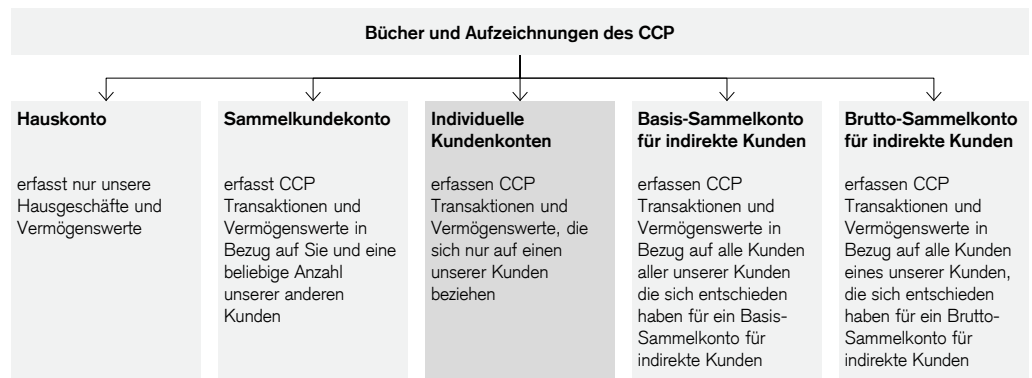 Bücher und Aufzeichnungen des CCP
Hauskonto
erfasst nur unsere
Hausgeschäfte und
Vermögenswerte
Sammelkundekonto
erfasst CCP
Transaktionen und
Vermögenswerte in
Bezug auf Sie und eine
beliebige Anzahl
unserer anderen
Kunden
Individuelle
Kundenkonten
erfassen CCP
Transaktionen und
Vermögenswerte, die
sich nur auf einen
unserer Kunden
beziehen
Basis-Sammelkonto
für indirekte Kunden
erfassen CCP
Transaktionen und
Vermögenswerte in
Bezug auf alle Kunden
aller unserer Kunden
die sich entschieden
haben für ein Basis-
Sammelkonto für
indirekte Kunden
Brutto-Sammelkonto
für indirekte Kunden
erfassen CCP
Transaktionen und
Vermögenswerte in
Bezug auf alle Kunden
eines unserer Kunden,
die sich entschieden
haben für ein Brutto-
Sammelkonto für
indirekte Kunden